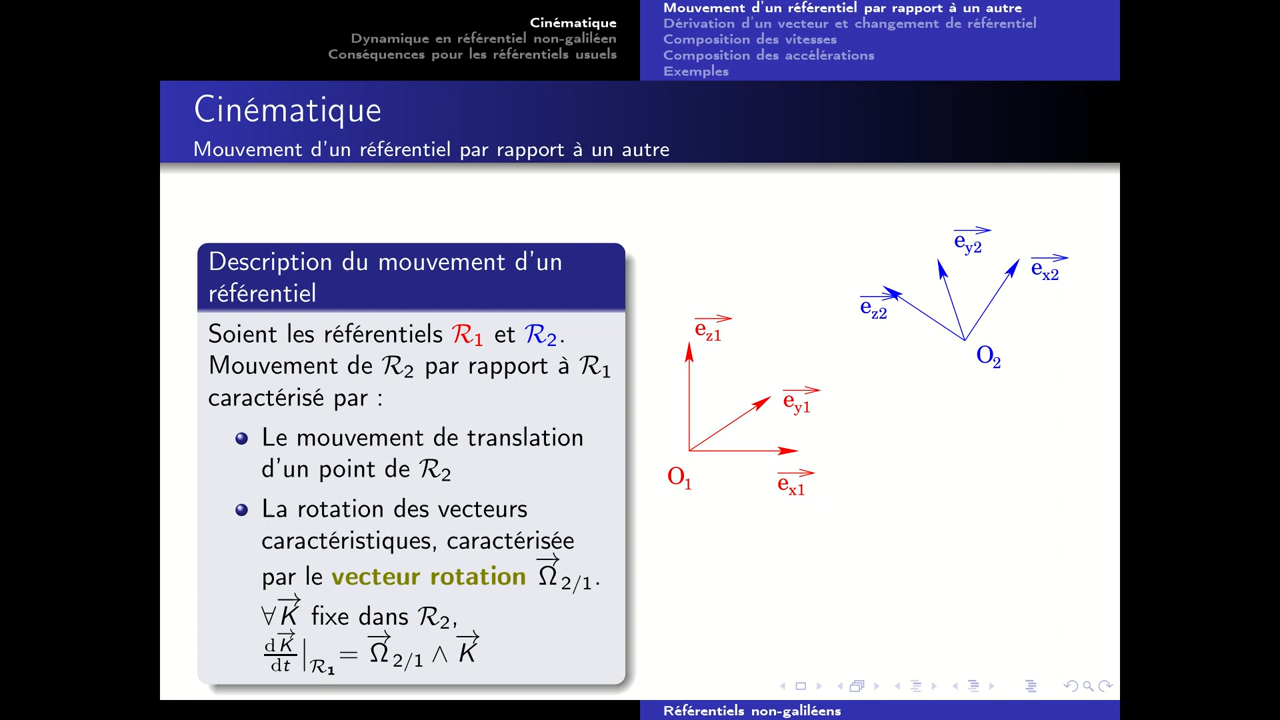 Cinématique
Dynamique en référentiel non-galiléen
Conséquences pour les référentiels usuels
Mouvement d'un référentiel par rapport à un autre
Dérivation d'un vecteur et changement de référentiel
Composition des vitesses
Composition des accélérations
Exemples
Cinématique
Mouvement d'un référentiel par rapport à un autre
Description du mouvement d'un
référentiel
Soient les référentiels R₁ et R₂.
Mouvement de R₂ par rapport à R₁
caractérisé par :
Le mouvement de translation
d'un point de R₂
La rotation des vecteurs
caractéristiques, caractérisée
par le vecteur rotation Ω⃗₂/₁.
∀K⃗ fixe dans R₂,
dK⃗/dt |R₁ = Ω⃗₂/₁ ∧ K⃗
e⃗z1
e⃗y1
O₁
e⃗x1
e⃗y2
e⃗x2
e⃗z2
O₂
Référentiels non-galiléens